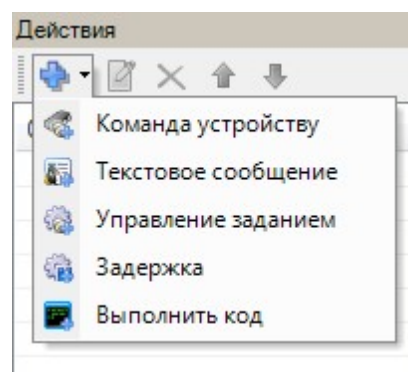 Действия
Команда устройству
Текстовое сообщение
Управление заданием
Задержка
Выполнить код